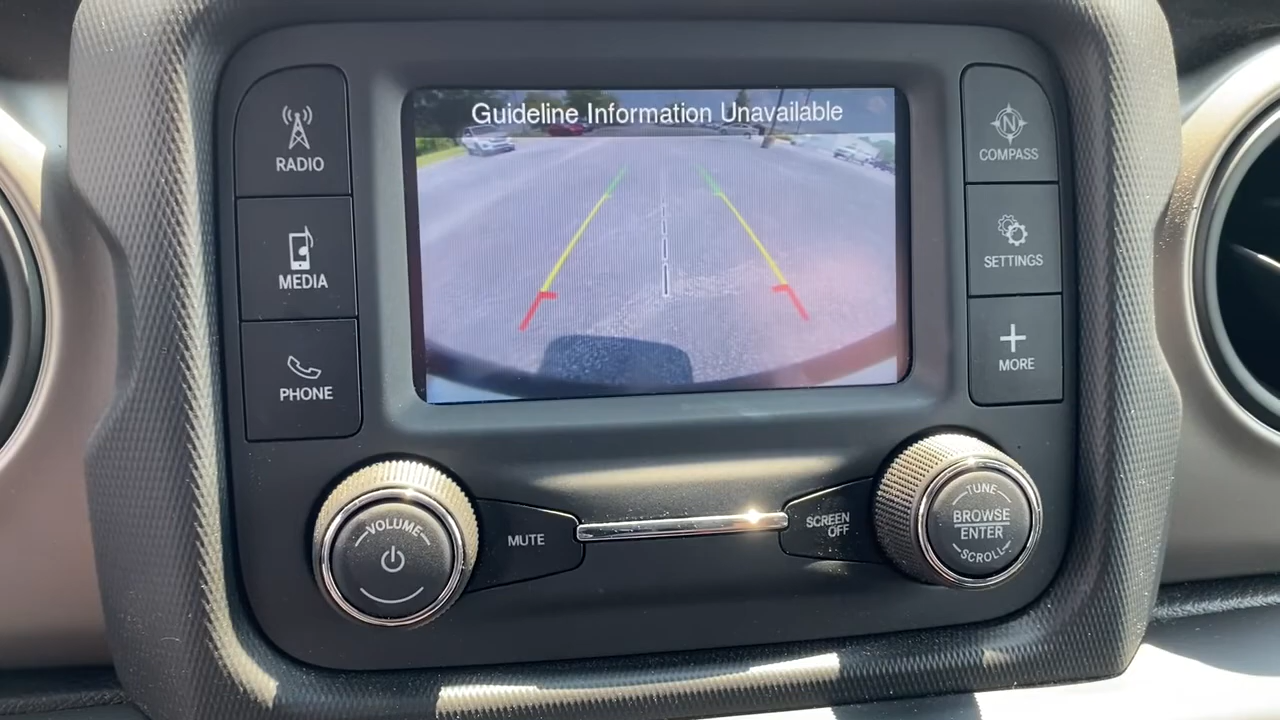 Guideline Information Unavailable
RADIO
MEDIA
PHONE
N
COMPASS
SETTINGS
MORE
VOLUME
MUTE
SCREEN
OFF
TUNE
BROWSE
ENTER
SCROLL